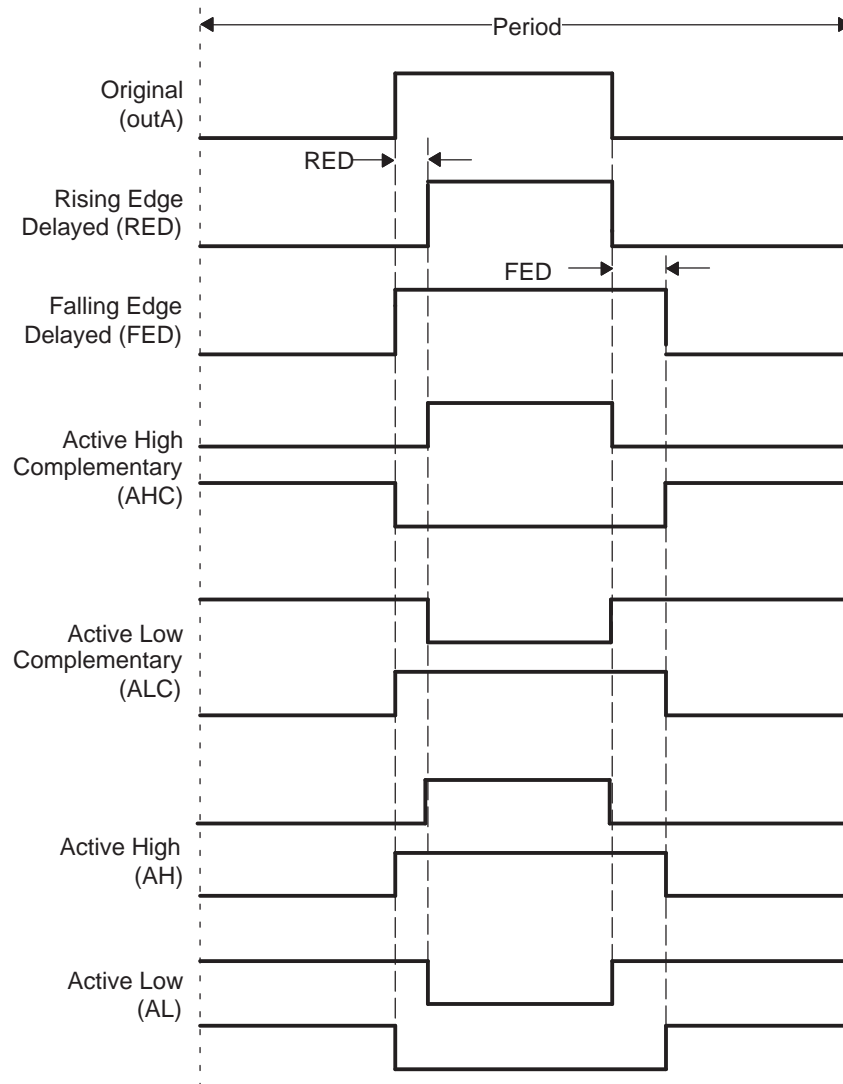 Period
Original
(outA)
RED
Rising Edge
Delayed (RED)
FED
Falling Edge
Delayed (FED)
Active High
Complementary
(AHC)
Active Low
Complementary
(ALC)
Active High
(AH)
Active Low
(AL)